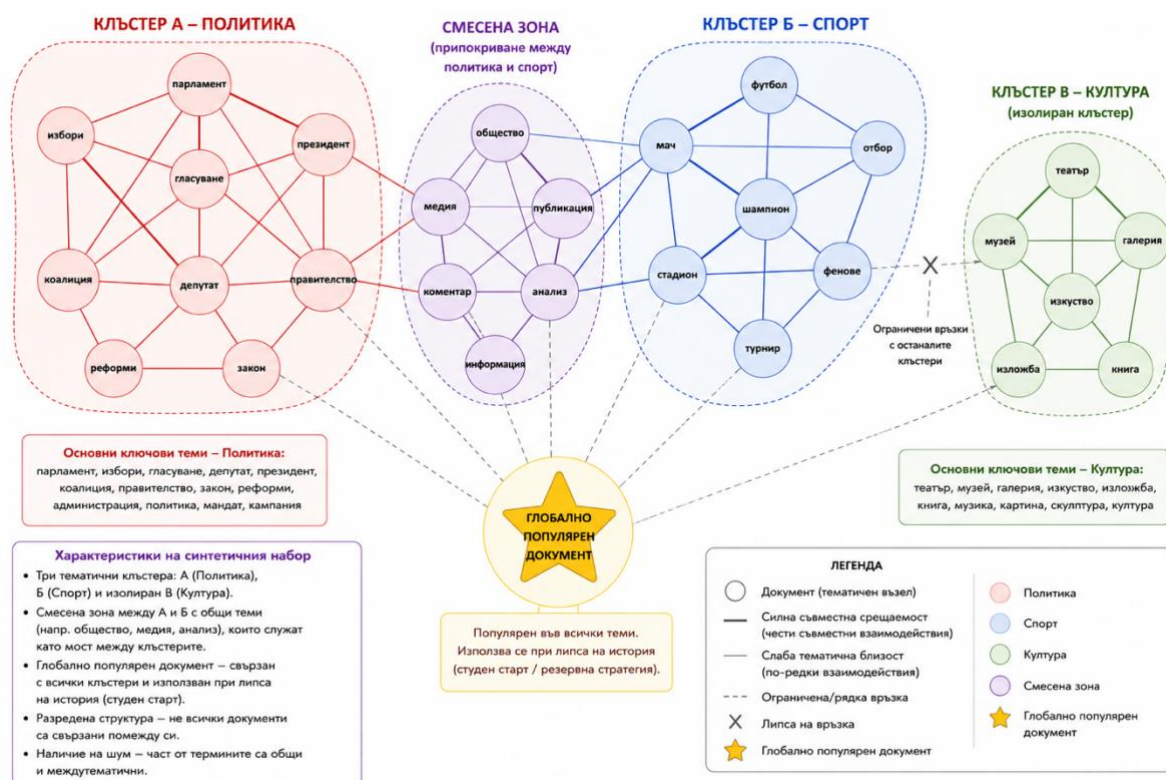 КЛЪСТЕР А – ПОЛИТИКА
парламент
избори
президент
гласуване
коалиция
депутат
правителство
реформи
закон
СМЕСЕНА ЗОНА
(припокриване между
политика и спорт)
общество
медия
публикация
коментар
анализ
информация
КЛЪСТЕР Б – СПОРТ
футбол
мач
отбор
шампион
стадион
фенове
турнир
КЛЪСТЕР В – КУЛТУРА
(изолиран клъстер)
театър
музей
галерия
изкуство
изложба
книга
X
Ограничени връзки
с останалите
клъстери
Основни ключови теми – Политика:
парламент, избори, гласуване, депутат, президент,
коалиция, правителство, закон, реформи,
администрация, политика, мандат, кампания
Характеристики на синтетичния набор
• Три тематични клъстера: А (Политика),
Б (Спорт) и изолиран В (Култура).
• Смесена зона между А и Б с общи теми
(напр. общество, медия, анализ), които служат
като мост между клъстерите.
• Глобално популярен документ – свързан
с всички клъстери и използван при липса
на история (студен старт).
• Разредена структура – не всички документи
са свързани помежду си.
• Наличие на шум – част от термините са общи
и междутематични.
ГЛОБАЛНО
ПОПУЛЯРЕН
ДОКУМЕНТ
Популярен във всички теми.
Използва се при липса на история
(студен старт / резервна стратегия).
Основни ключови теми – Култура:
театър, музей, галерия, изкуство, изложба,
книга, музика, картина, скулптура, култура
ЛЕГЕНДА
Документ (тематичен възел)
Силна съвместна срещаемост
(чести съвместни взаимодействия)
Слаба тематична близост
(по-редки взаимодействия)
Ограничена/рядка връзка
X Липса на връзка
Глобално популярен документ
Политика
Спорт
Култура
Смесена зона
Глобално популярен
документ